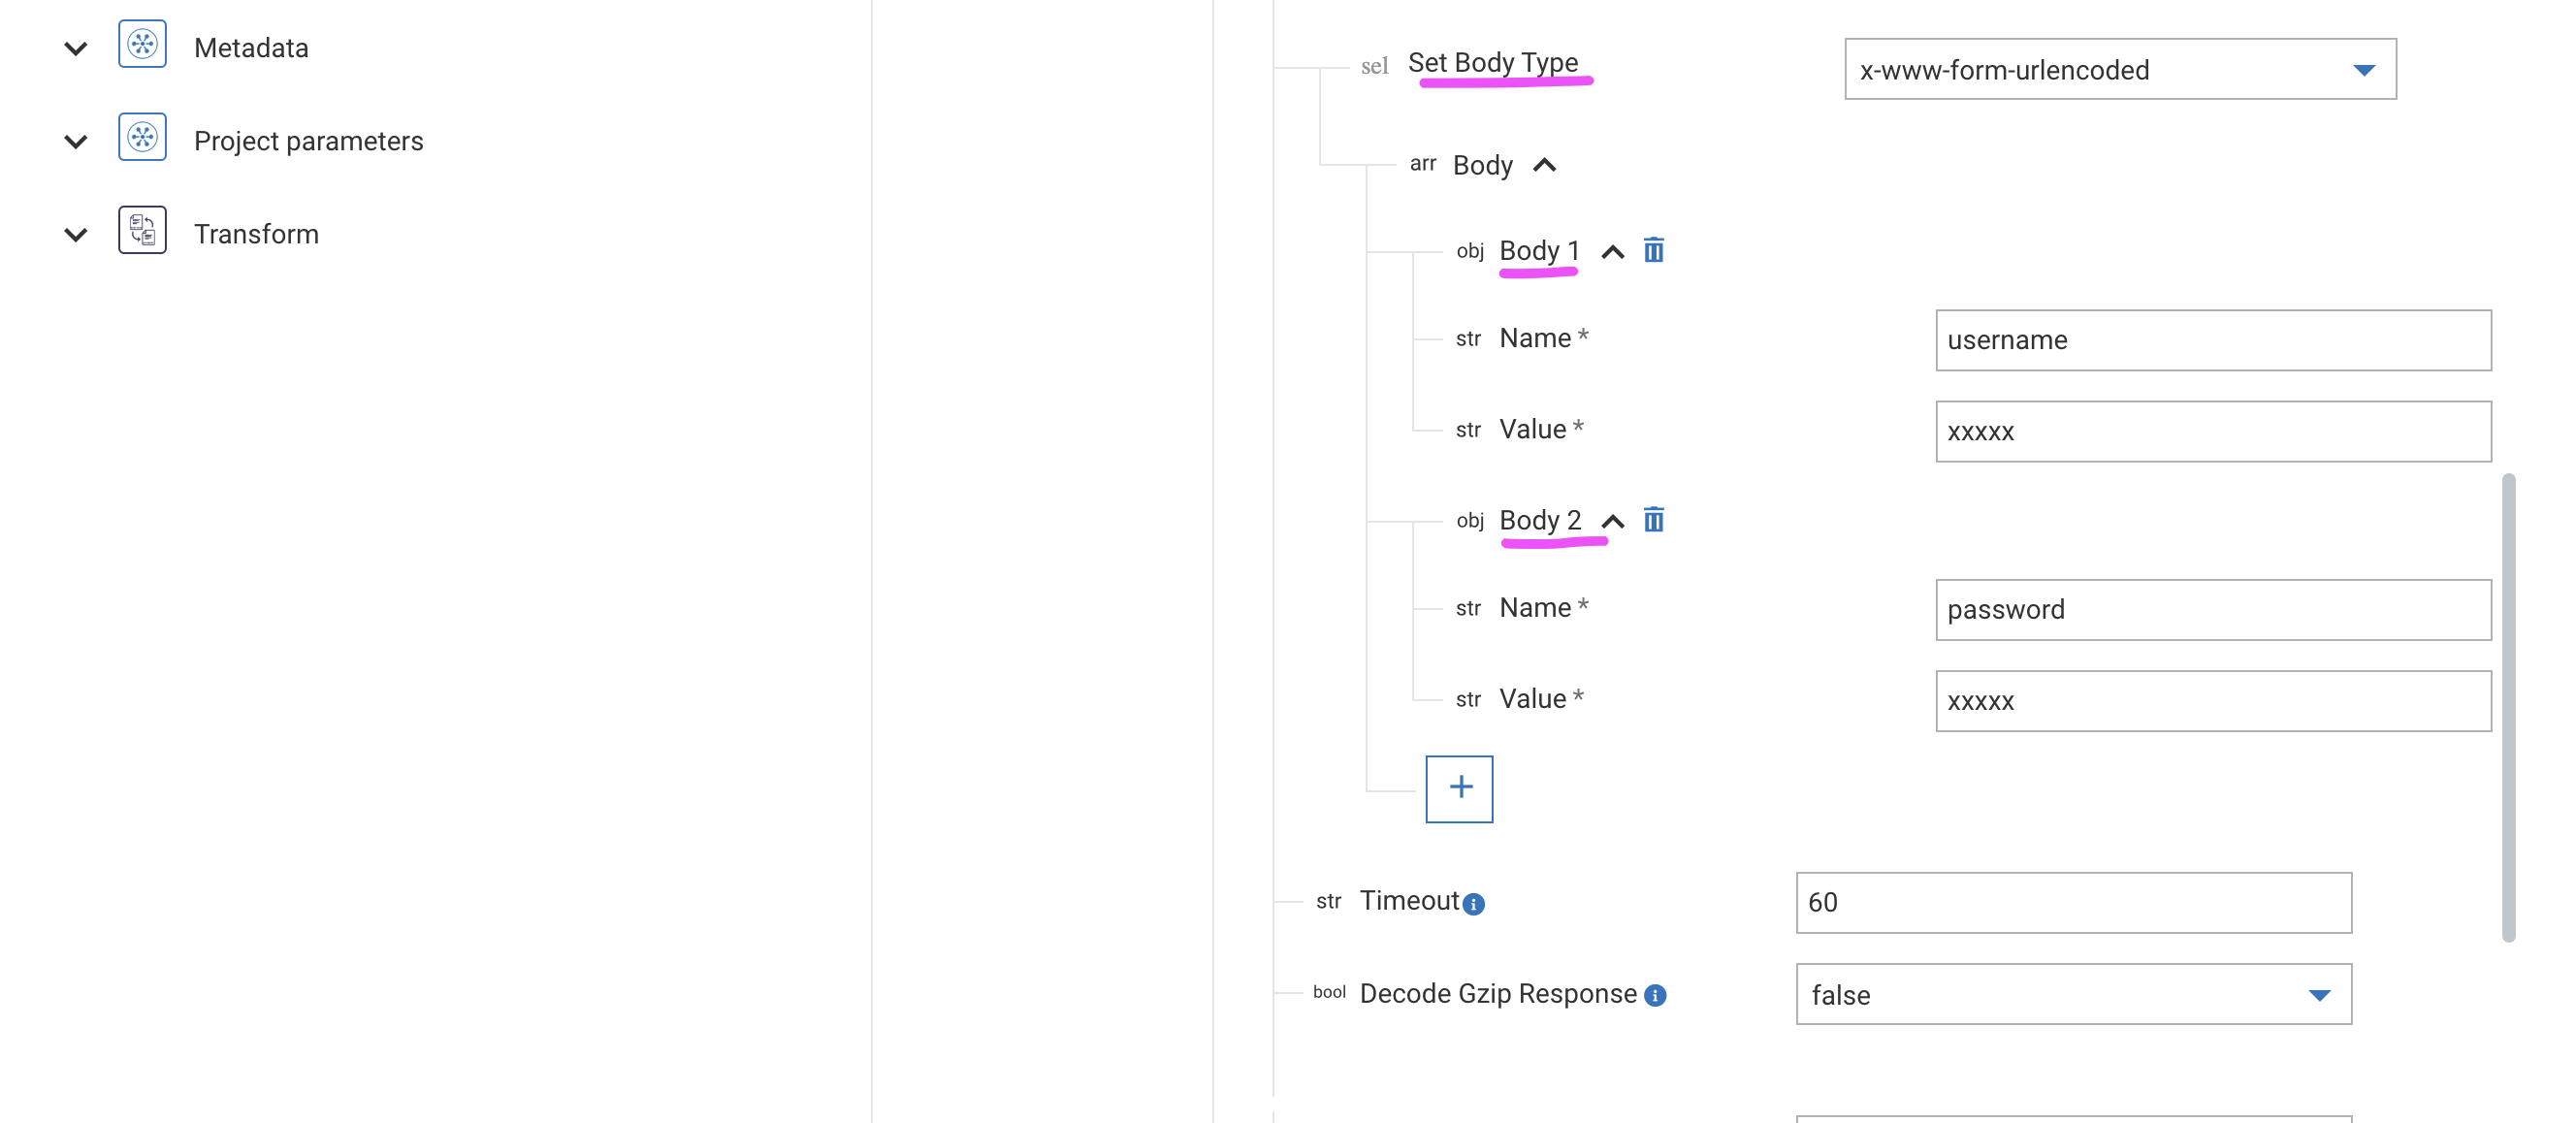 Metadata
Project parameters
Transform
sel Set Body Type x-www-form-urlencoded
arr Body
obj Body 1
str Name * username
str Value * xxxxx
obj Body 2
str Name * password
str Value * xxxxx
+
str Timeout i 60
bool Decode Gzip Response i false